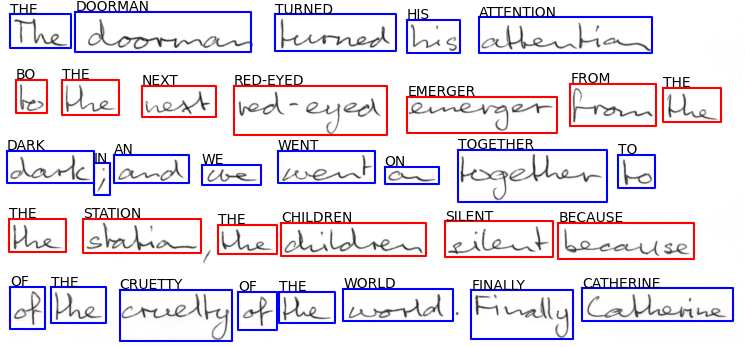 THE DOORMAN TURNED HIS ATTENTION
The doorman turned his attention
BO THE NEXT RED-EYED EMERGER FROM THE
to the next red-eyed emerger from the
DARK IN AN WE WENT ON TOGETHER TO
dark; and we went on together to
THE STATION THE CHILDREN SILENT BECAUSE
the station, the children silent because
OF THE CRUETTY OF THE WORLD FINALLY CATHERINE
of the cruelty of the world. Finally Catherine